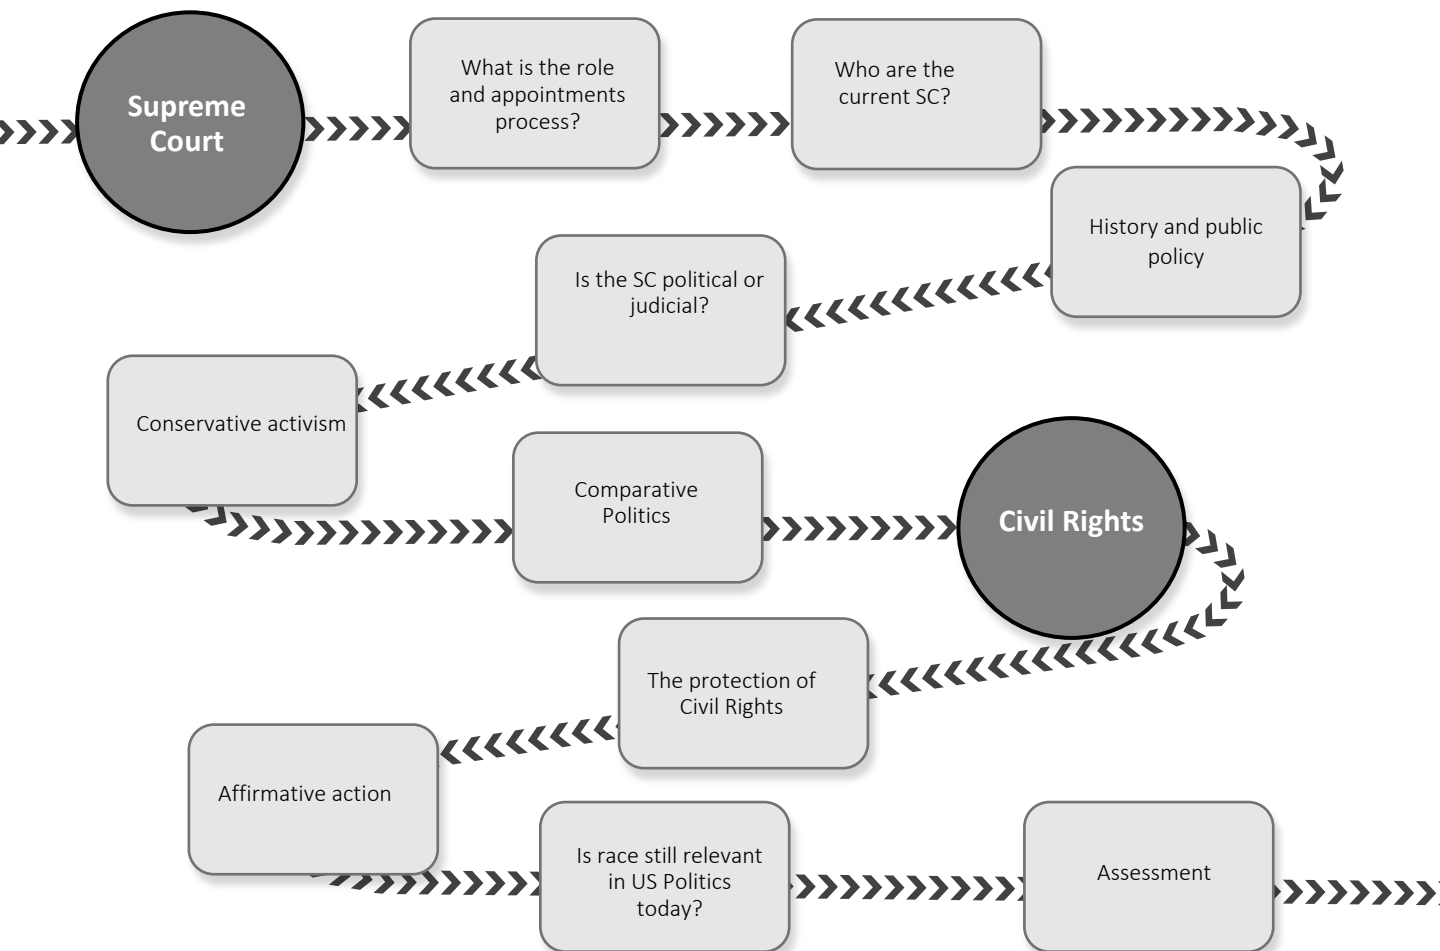 Supreme
Court
What is the role
and appointments
process?
Who are the
current SC?
History and public
policy
Is the SC political or
judicial?
Conservative activism
Comparative
Politics
Civil Rights
The protection of
Civil Rights
Affirmative action
Is race still relevant
in US Politics
today?
Assessment